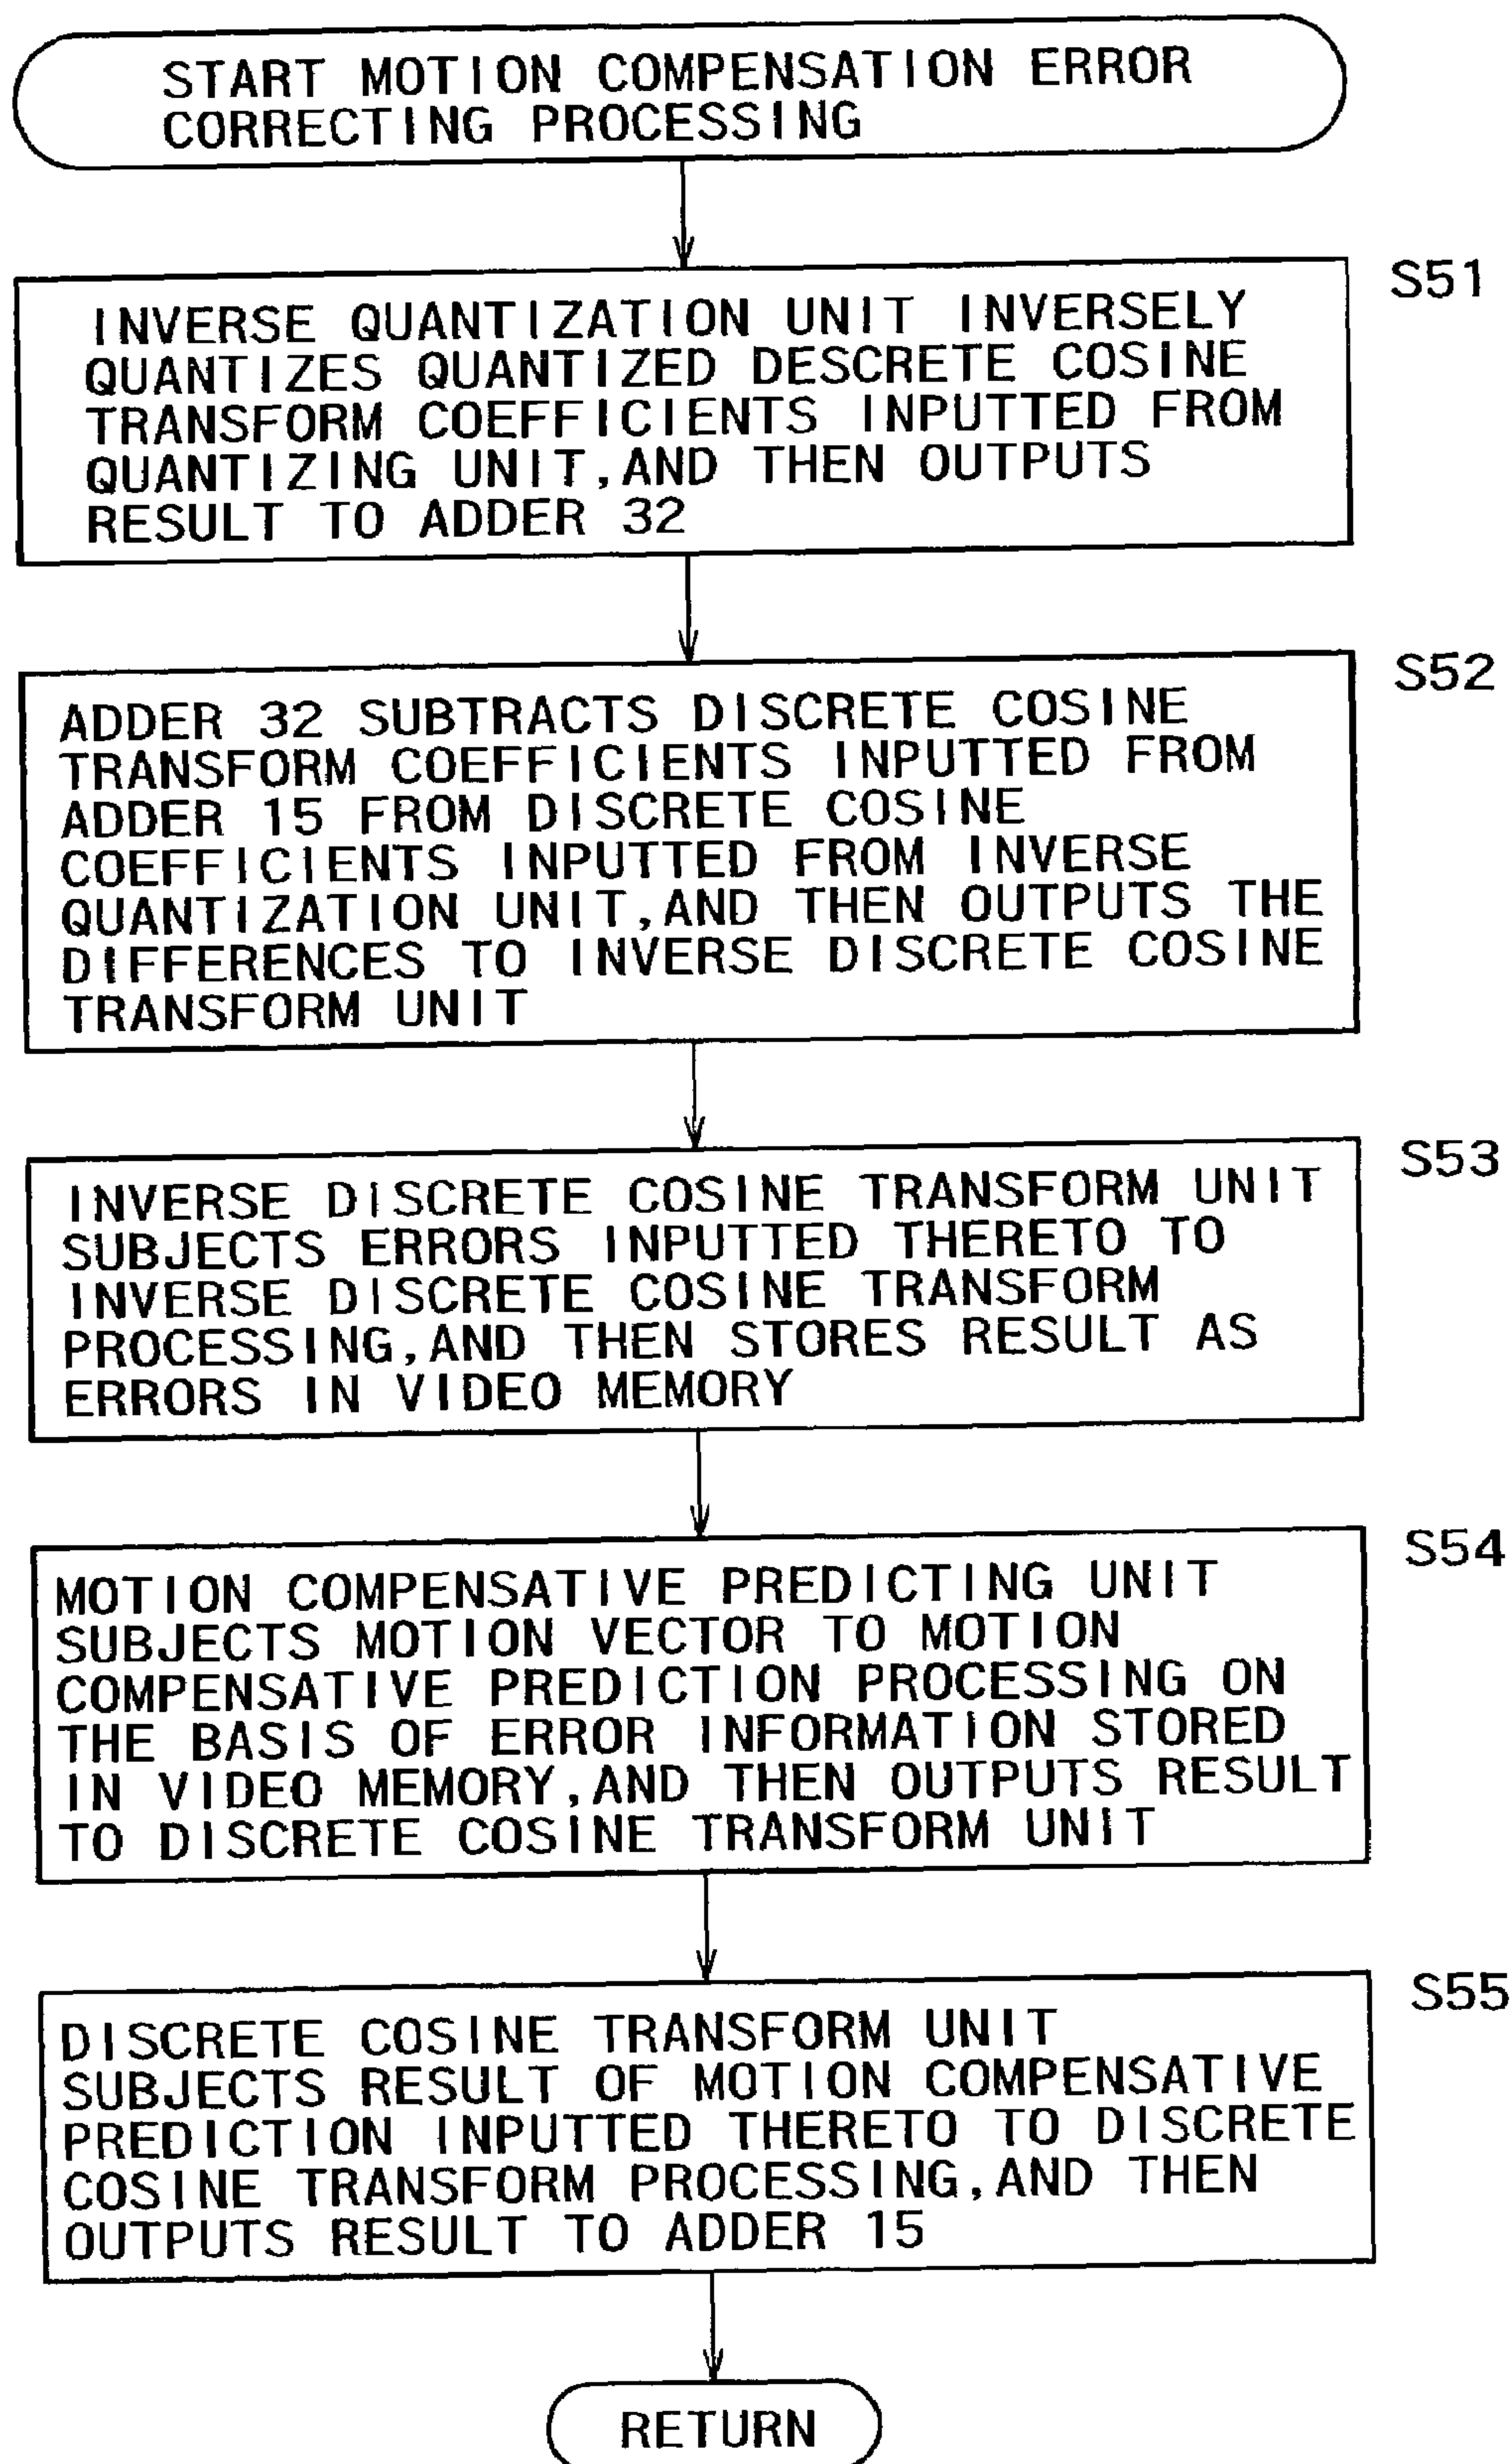 START MOTION COMPENSATION ERROR
CORRECTING PROCESSING
S51
INVERSE QUANTIZATION UNIT INVERSELY
QUANTIZES QUANTIZED DESCRETE COSINE
TRANSFORM COEFFICIENTS INPUTTED FROM
QUANTIZING UNIT,AND THEN OUTPUTS
RESULT TO ADDER 32
S52
ADDER 32 SUBTRACTS DISCRETE COSINE
TRANSFORM COEFFICIENTS INPUTTED FROM
ADDER 15 FROM DISCRETE COSINE
COEFFICIENTS INPUTTED FROM INVERSE
QUANTIZATION UNIT,AND THEN OUTPUTS THE
DIFFERENCES TO INVERSE DISCRETE COSINE
TRANSFORM UNIT
S53
INVERSE DISCRETE COSINE TRANSFORM UNIT
SUBJECTS ERRORS INPUTTED THERETO TO
INVERSE DISCRETE COSINE TRANSFORM
PROCESSING,AND THEN STORES RESULT AS
ERRORS IN VIDEO MEMORY
S54
MOTION COMPENSATIVE PREDICTING UNIT
SUBJECTS MOTION VECTOR TO MOTION
COMPENSATIVE PREDICTION PROCESSING ON
THE BASIS OF ERROR INFORMATION STORED
IN VIDEO MEMORY,AND THEN OUTPUTS RESULT
TO DISCRETE COSINE TRANSFORM UNIT
S55
DISCRETE COSINE TRANSFORM UNIT
SUBJECTS RESULT OF MOTION COMPENSATIVE
PREDICTION INPUTTED THERETO TO DISCRETE
COSINE TRANSFORM PROCESSING,AND THEN
OUTPUTS RESULT TO ADDER 15
RETURN